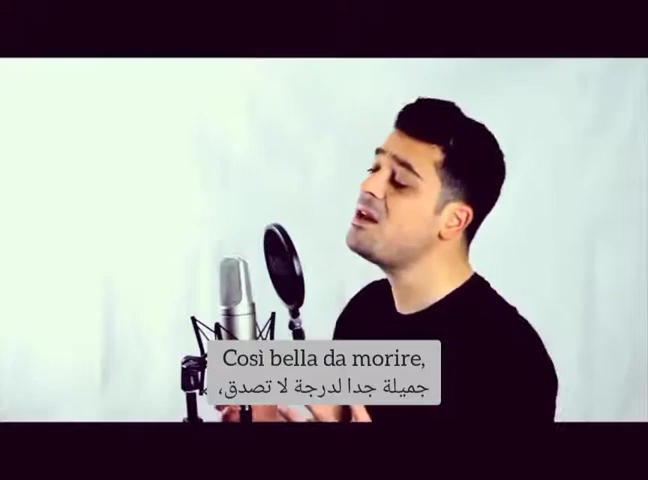 Così bella da morire,
جميلة جدا لدرجة لا تصدق،